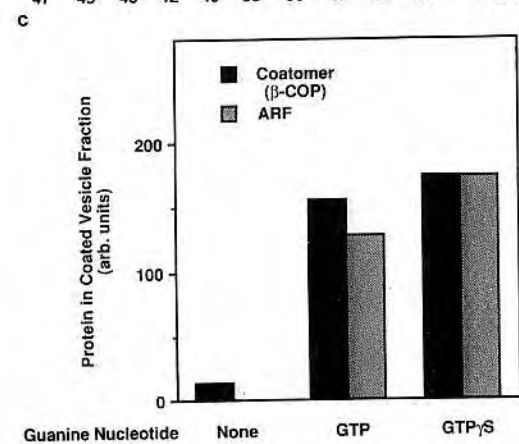 C
Coatomer
(β-COP)
ARF
Protein in Coated Vesicle Fraction
(arb. units)
200
100
0
Guanine Nucleotide None GTP GTPγS